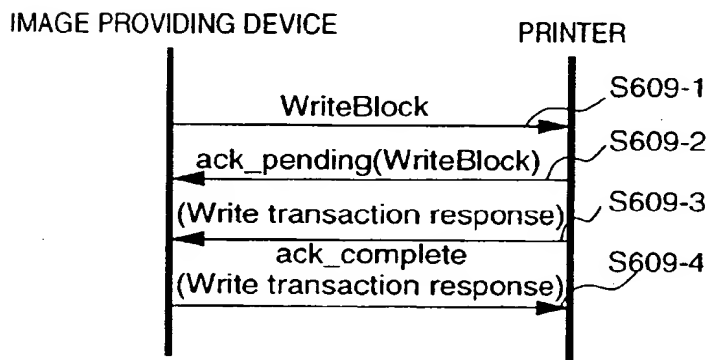 IMAGE PROVIDING DEVICE
PRINTER
WriteBlock
S609-1
ack_pending(WriteBlock)
S609-2
(Write transaction response)
S609-3
ack_complete
(Write transaction response)
S609-4